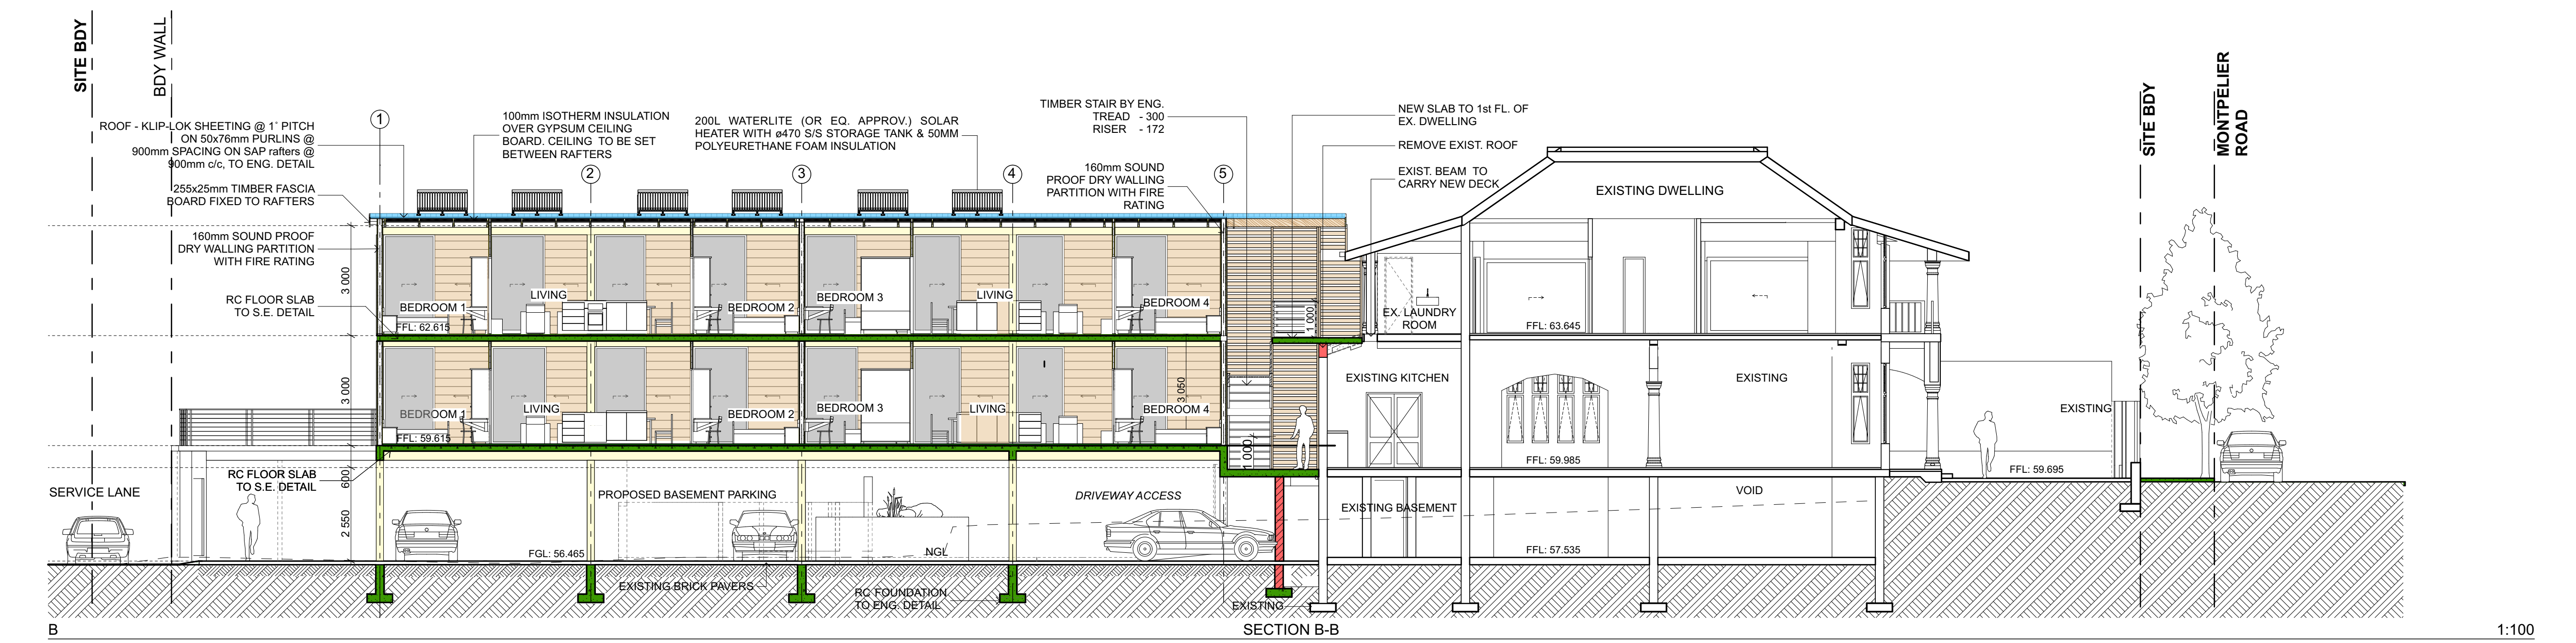 SITE BDY
BDY WALL
ROOF - KLIP-LOK SHEETING @ 1° PITCH
ON 50x76mm PURLINS @
900mm SPACING ON SAP rafters @
900mm c/c, TO ENG. DETAIL
255x25mm TIMBER FASCIA
BOARD FIXED TO RAFTERS
160mm SOUND PROOF
DRY WALLING PARTITION
WITH FIRE RATING
RC FLOOR SLAB
TO S.E. DETAIL
1
100mm ISOTHERM INSULATION
OVER GYPSUM CEILING
BOARD. CEILING TO BE SET
BETWEEN RAFTERS
2
200L WATERLITE (OR EQ. APPROV.) SOLAR
HEATER WITH ø470 S/S STORAGE TANK & 50MM
POLYEURETHANE FOAM INSULATION
3
4
TIMBER STAIR BY ENG.
TREAD - 300
RISER - 172
160mm SOUND
PROOF DRY WALLING
PARTITION WITH FIRE
RATING
5
NEW SLAB TO 1st FL. OF
EX. DWELLING
REMOVE EXIST. ROOF
EXIST. BEAM TO
CARRY NEW DECK
EXISTING DWELLING
SITE BDY
MONTPELIER
ROAD
3 000
BEDROOM 1
FFL: 62.615
LIVING
BEDROOM 2
BEDROOM 3
LIVING
BEDROOM 4
1 000
EX. LAUNDRY
ROOM
FFL: 63.645
3 000
BEDROOM 1
FFL: 59.615
LIVING
BEDROOM 2
BEDROOM 3
LIVING
3 050
BEDROOM 4
1 000
EXISTING KITCHEN
EXISTING
FFL: 59.985
EXISTING
FFL: 59.695
RC FLOOR SLAB
TO S.E. DETAIL
600
2 550
SERVICE LANE
PROPOSED BASEMENT PARKING
DRIVEWAY ACCESS
FGL: 56.465
NGL
EXISTING BASEMENT
VOID
FFL: 57.535
EXISTING BRICK PAVERS
RC FOUNDATION
TO ENG. DETAIL
EXISTING
B
SECTION B-B
1:100